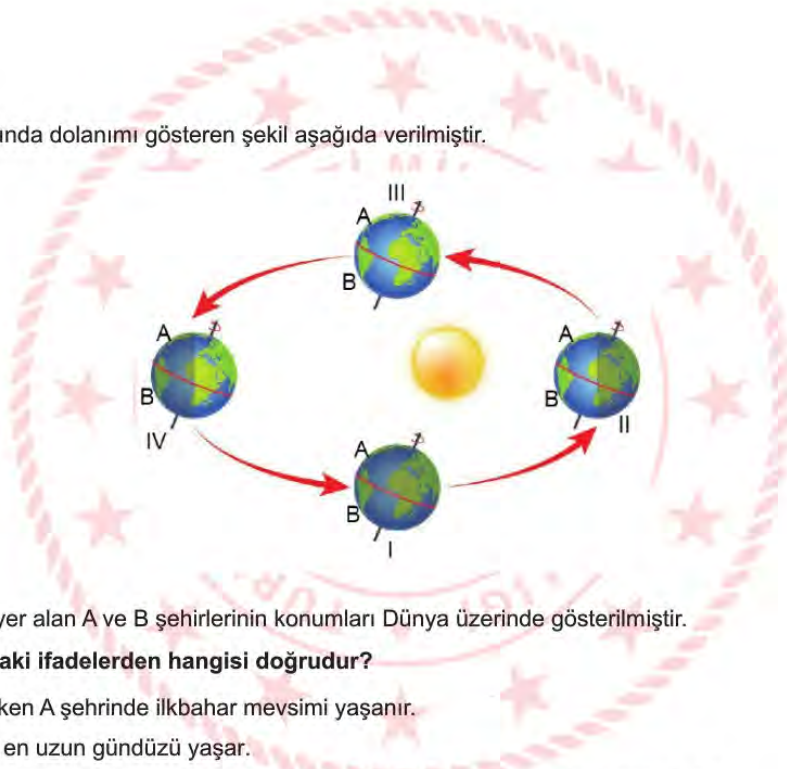 ında dolanımı gösteren şekil aşağıda verilmiştir.
III
A
B
A
B
IV
A
B
II
A
B
I
yer alan A ve B şehirlerinin konumları Dünya üzerinde gösterilmiştir.
aki ifadelerden hangisi doğrudur?
ken A şehrinde ilkbahar mevsimi yaşanır.
en uzun gündüzü yaşar.